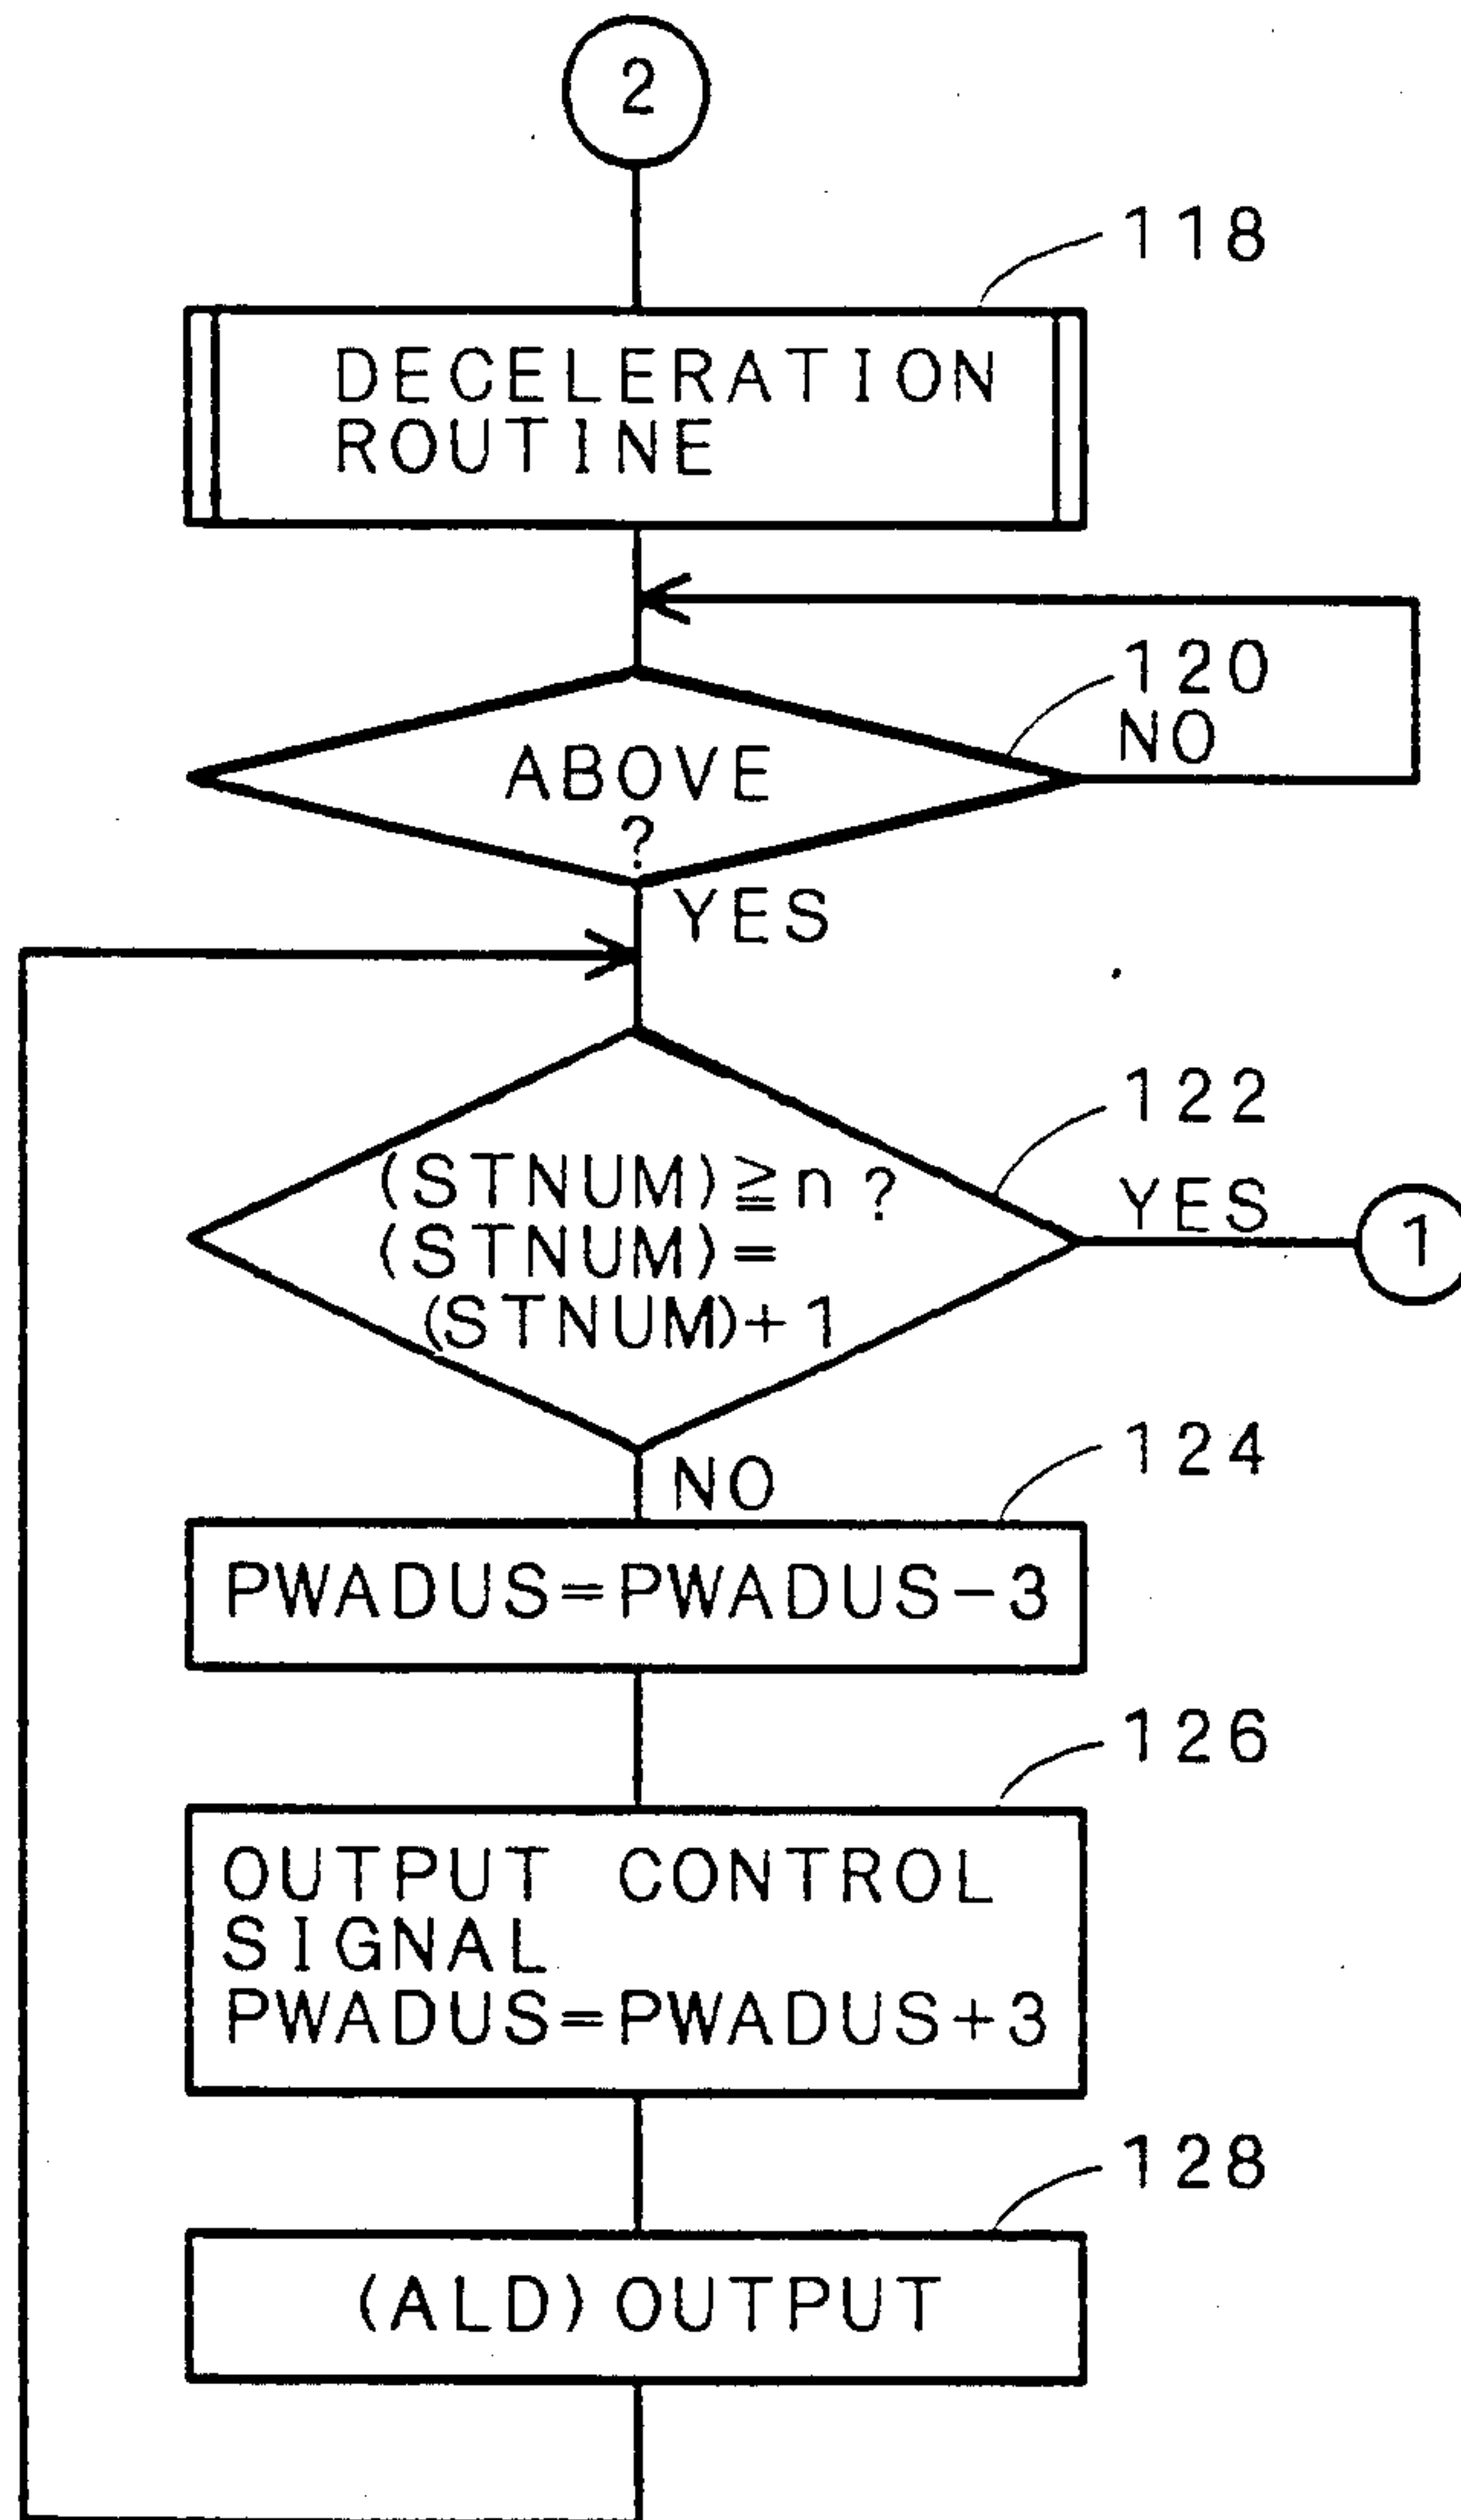 2
118
DECELERATION
ROUTINE
120
NO
ABOVE
?
YES
122
(STNUM)≧n?
(STNUM)=
(STNUM)+1
YES
1
NO
124
PWADUS=PWADUS-3
126
OUTPUT CONTROL
SIGNAL
PWADUS=PWADUS+3
128
(ALD)OUTPUT